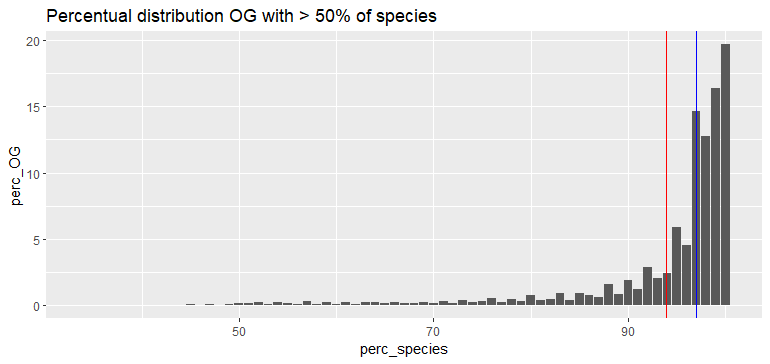 Percentual distribution OG with > 50% of species
20
15
10
5
0
perc_OG
50
70
90
perc_species